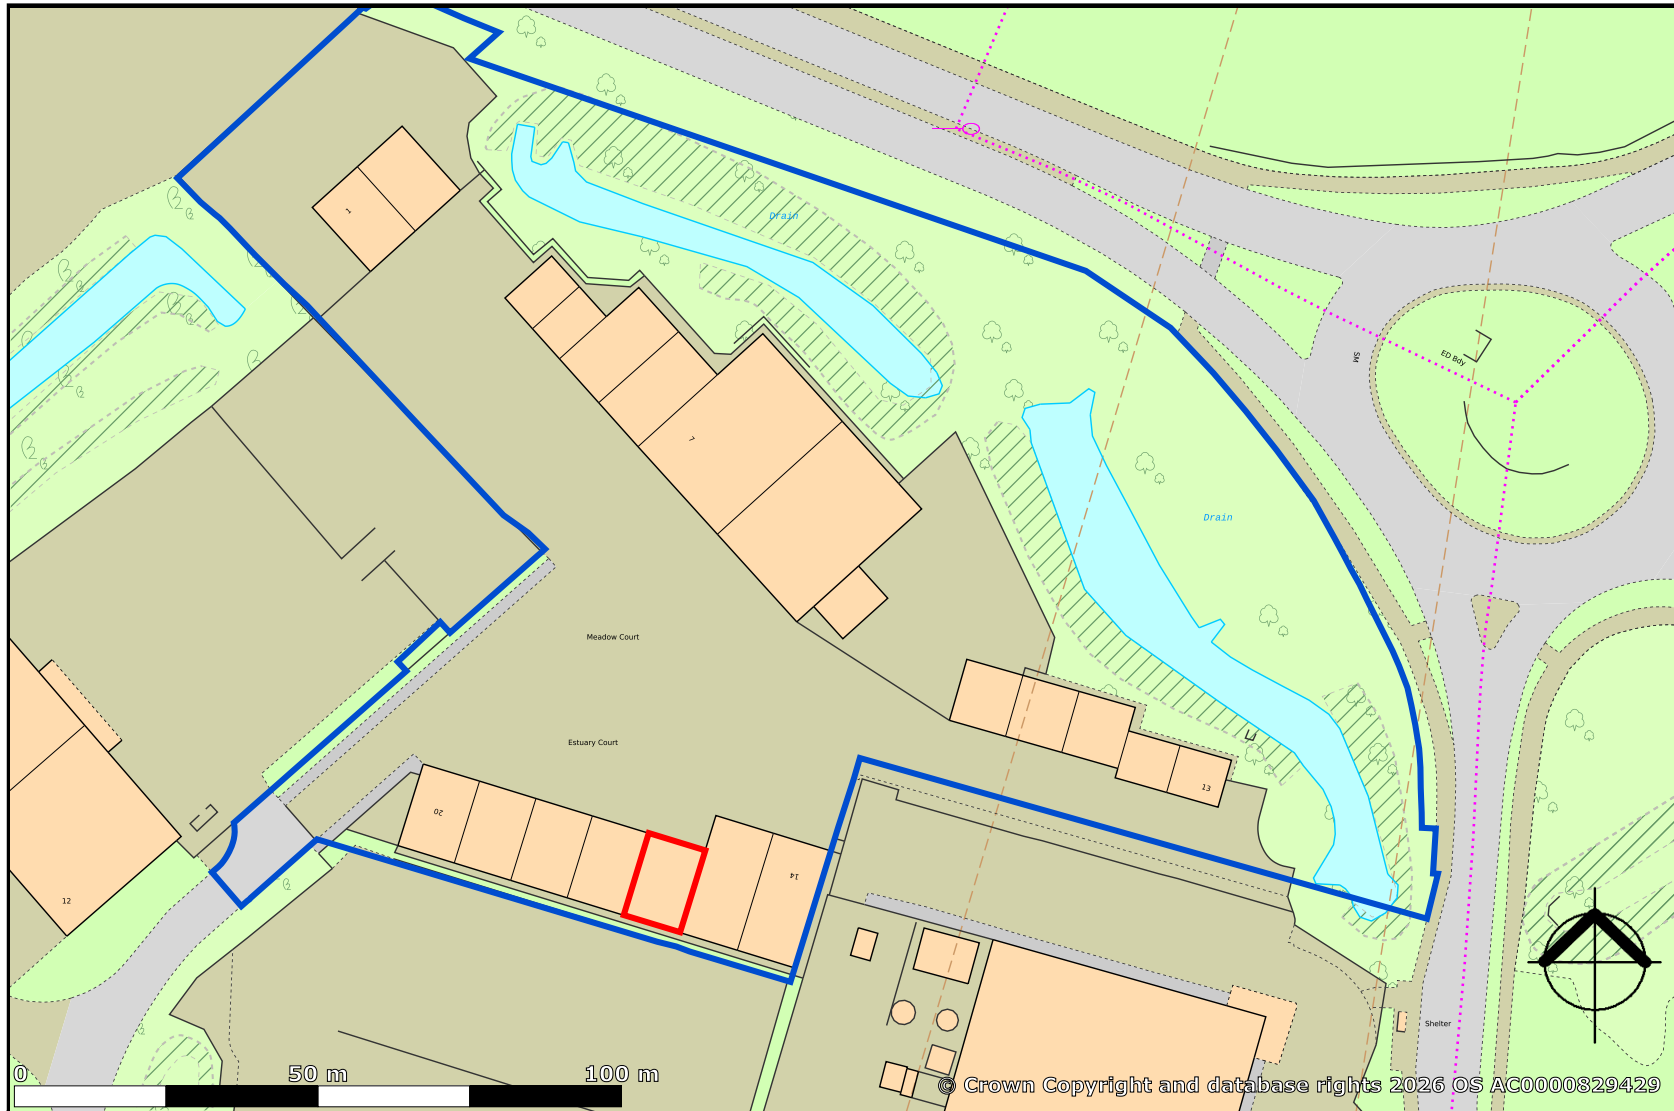 1
Drain
SM
ED Bdy
7
Drain
Meadow Court
Estuary Court
13
20
14
12
Shelter
0
50 m
100 m
© Crown Copyright and database rights 2026 OS AC0000829429